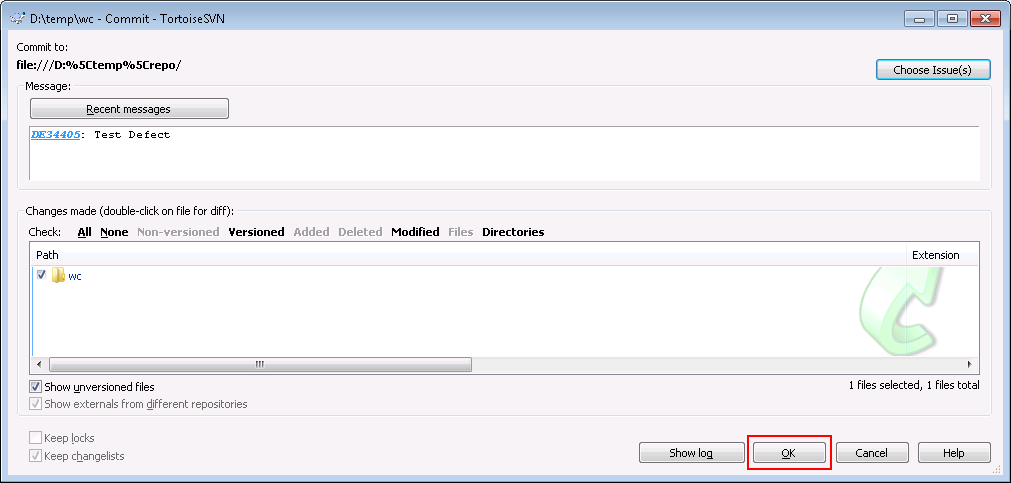 D:\temp\wc - Commit - TortoiseSVN
Commit to:
file:///D:%5Ctemp%5Crepo/
Choose Issue(s)
Message:
Recent messages
DE34405: Test Defect
Changes made (double-click on file for diff):
Check: All None Non-versioned Versioned Added Deleted Modified Files Directories
Path Extension
wc
Show unversioned files
1 files selected, 1 files total
Show externals from different repositories
Keep locks
Keep changelists
Show log OK Cancel Help